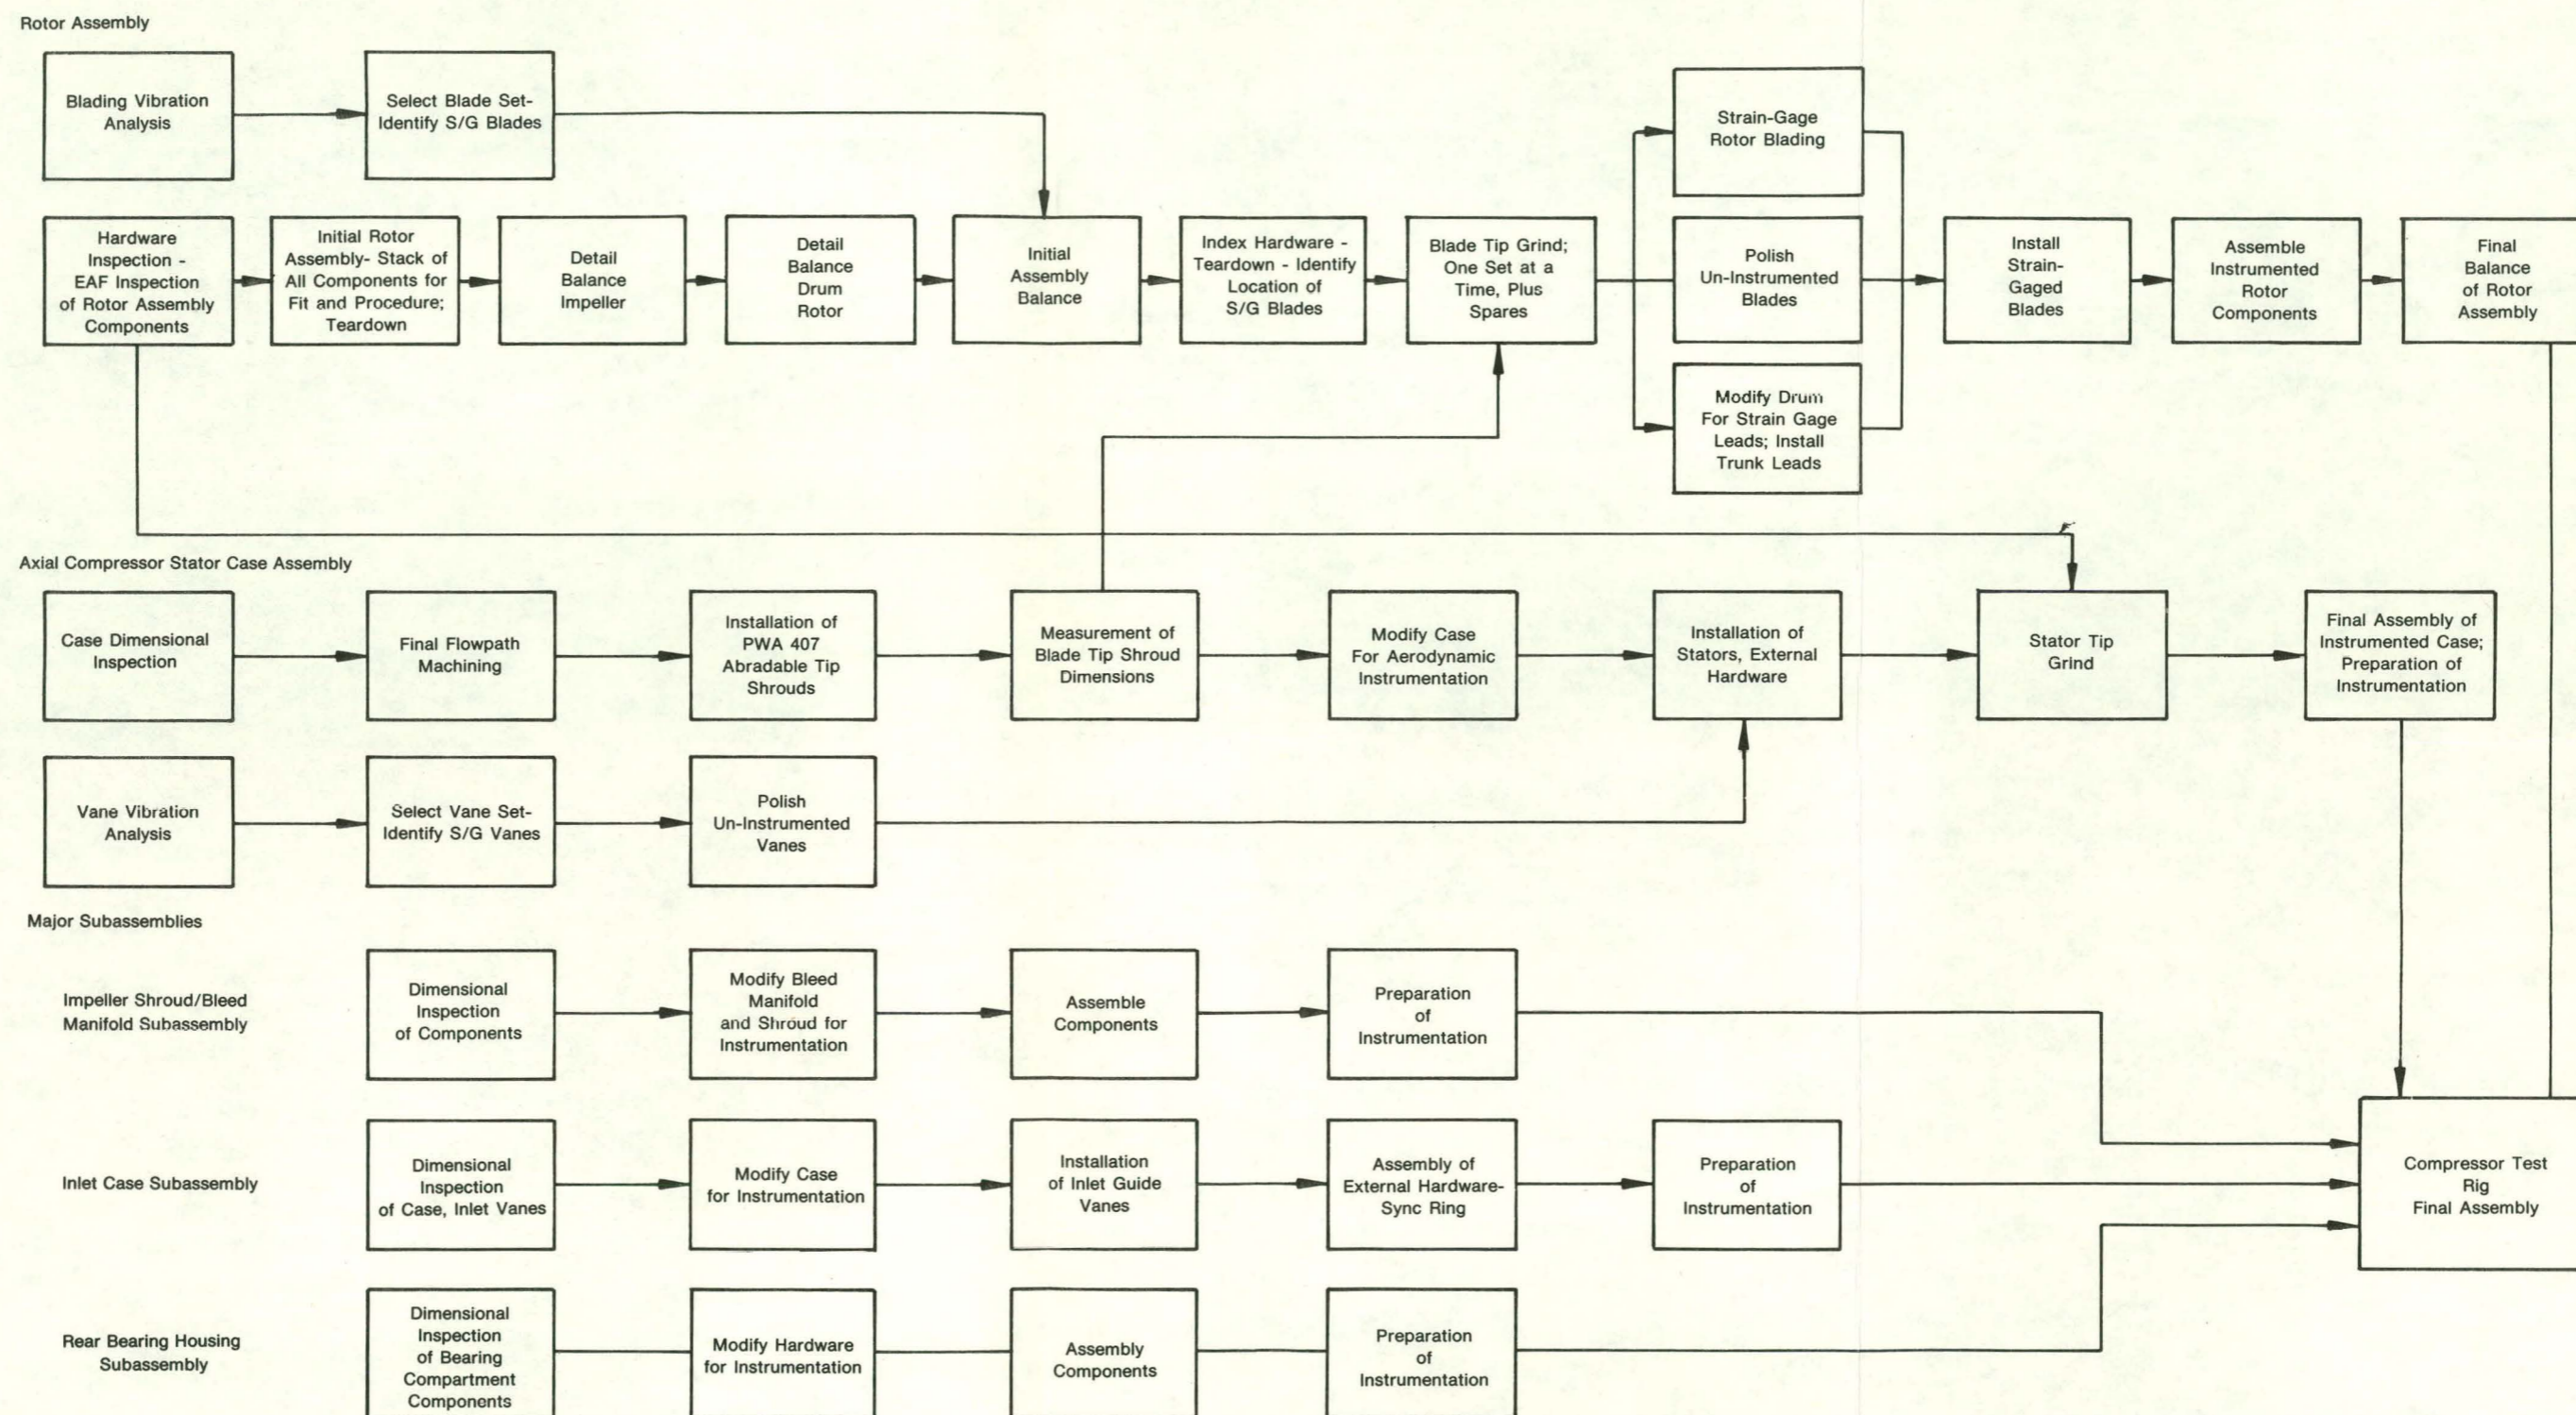 Rotor Assembly
Blading Vibration
Analysis
Select Blade Set-
Identify S/G Blades
Strain-Gage
Rotor Blading
Hardware
Inspection -
EAF Inspection
of Rotor Assembly
Components
Initial Rotor
Assembly- Stack of
All Components for
Fit and Procedure;
Teardown
Detail
Balance
Impeller
Detail
Balance
Drum
Rotor
Initial
Assembly
Balance
Index Hardware -
Teardown - Identify
Location of
S/G Blades
Blade Tip Grind;
One Set at a
Time, Plus
Spares
Polish
Un-Instrumented
Blades
Install
Strain-
Gaged
Blades
Assemble
Instrumented
Rotor
Components
Final
Balance
of Rotor
Assembly
Modify Drum
For Strain Gage
Leads; Install
Trunk Leads
Axial Compressor Stator Case Assembly
Case Dimensional
Inspection
Final Flowpath
Machining
Installation of
PWA 407
Abradable Tip
Shrouds
Measurement of
Blade Tip Shroud
Dimensions
Modify Case
For Aerodynamic
Instrumentation
Installation of
Stators, External
Hardware
Stator Tip
Grind
Final Assembly of
Instrumented Case;
Preparation of
Instrumentation
Vane Vibration
Analysis
Select Vane Set-
Identify S/G Vanes
Polish
Un-Instrumented
Vanes
Major Subassemblies
Impeller Shroud/Bleed
Manifold Subassembly
Dimensional
Inspection
of Components
Modify Bleed
Manifold
and Shroud for
Instrumentation
Assemble
Components
Preparation
of
Instrumentation
Inlet Case Subassembly
Dimensional
Inspection
of Case, Inlet Vanes
Modify Case
for Instrumentation
Installation
of Inlet Guide
Vanes
Assembly of
External Hardware-
Sync Ring
Preparation
of
Instrumentation
Compressor Test
Rig
Final Assembly
Rear Bearing Housing
Subassembly
Dimensional
Inspection
of Bearing
Compartment
Components
Modify Hardware
for Instrumentation
Assembly
Components
Preparation
of
Instrumentation